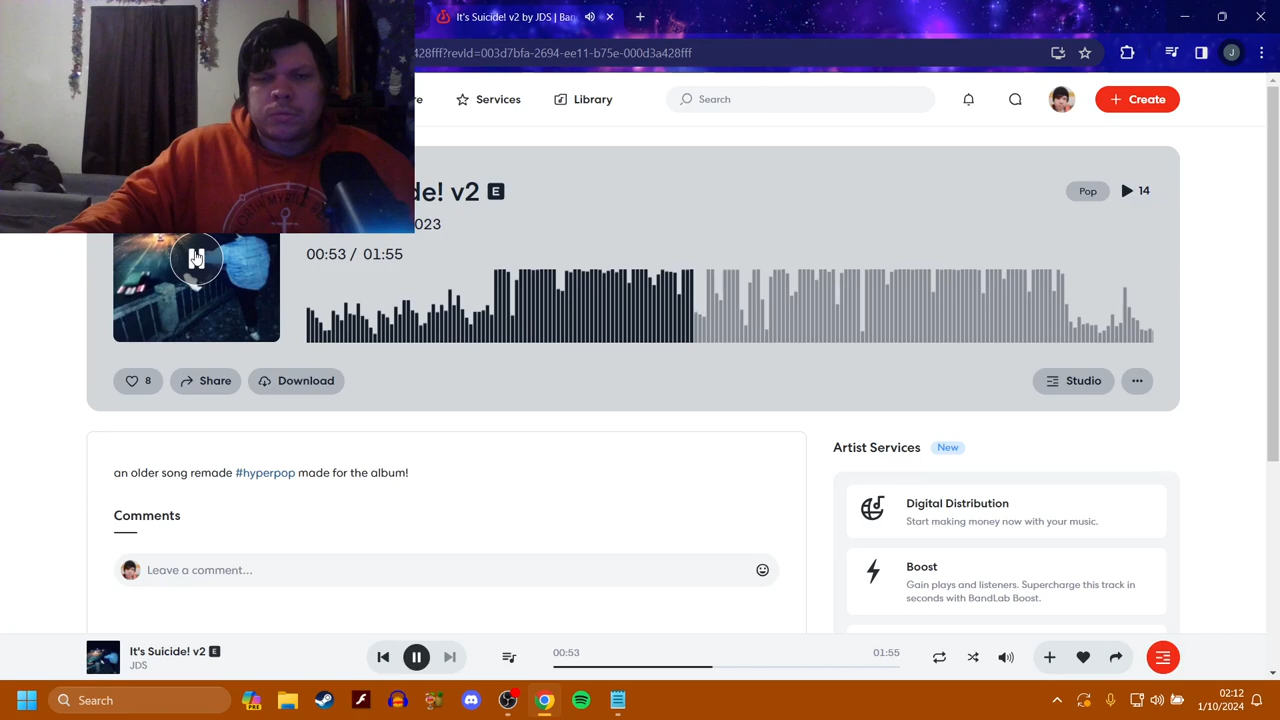 It's Suicide! v2 by JDS | Ban
428fff?revId=003d7bfa-2694-ee11-b75e-000d3a428fff
J
re
Services
Library
Search
Create
de! v2 E
Pop
14
023
00:53 / 01:55
8
Share
Download
Studio
an older song remade #hyperpop made for the album!
Artist Services
New
Comments
Digital Distribution
Start making money now with your music.
Leave a comment...
Boost
Gain plays and listeners. Supercharge this track in
seconds with BandLab Boost.
It's Suicide! v2 E
JDS
00:53
01:55
Search
PRE
02:12
1/10/2024